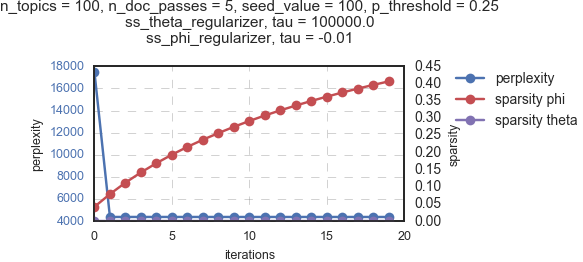 n_topics = 100, n_doc_passes = 5, seed_value = 100, p_threshold = 0.25
ss_theta_regularizer, tau = 100000.0
ss_phi_regularizer, tau = -0.01
18000
16000
14000
12000
10000
8000
6000
4000
perplexity
0
5
10
15
20
iterations
0.45
0.40
0.35
0.30
0.25
0.20
0.15
0.10
0.05
0.00
sparsity
perplexity
sparsity phi
sparsity theta